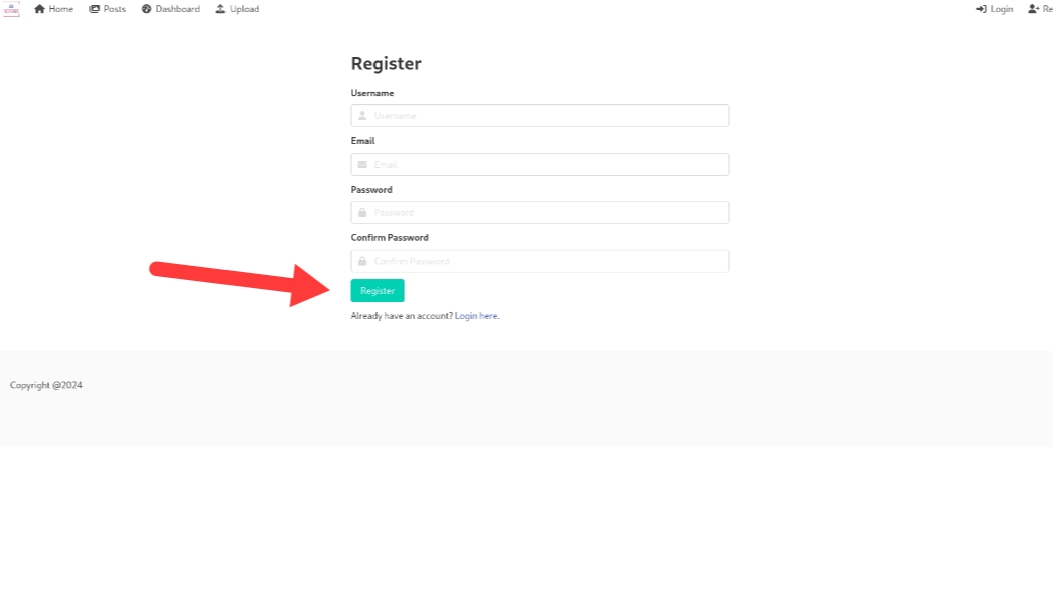 Home Posts Dashboard Upload Login Re
Register
Username
Username
Email
Email
Password
Password
Confirm Password
Confirm Password
Register
Already have an account? Login here.
Copyright @2024